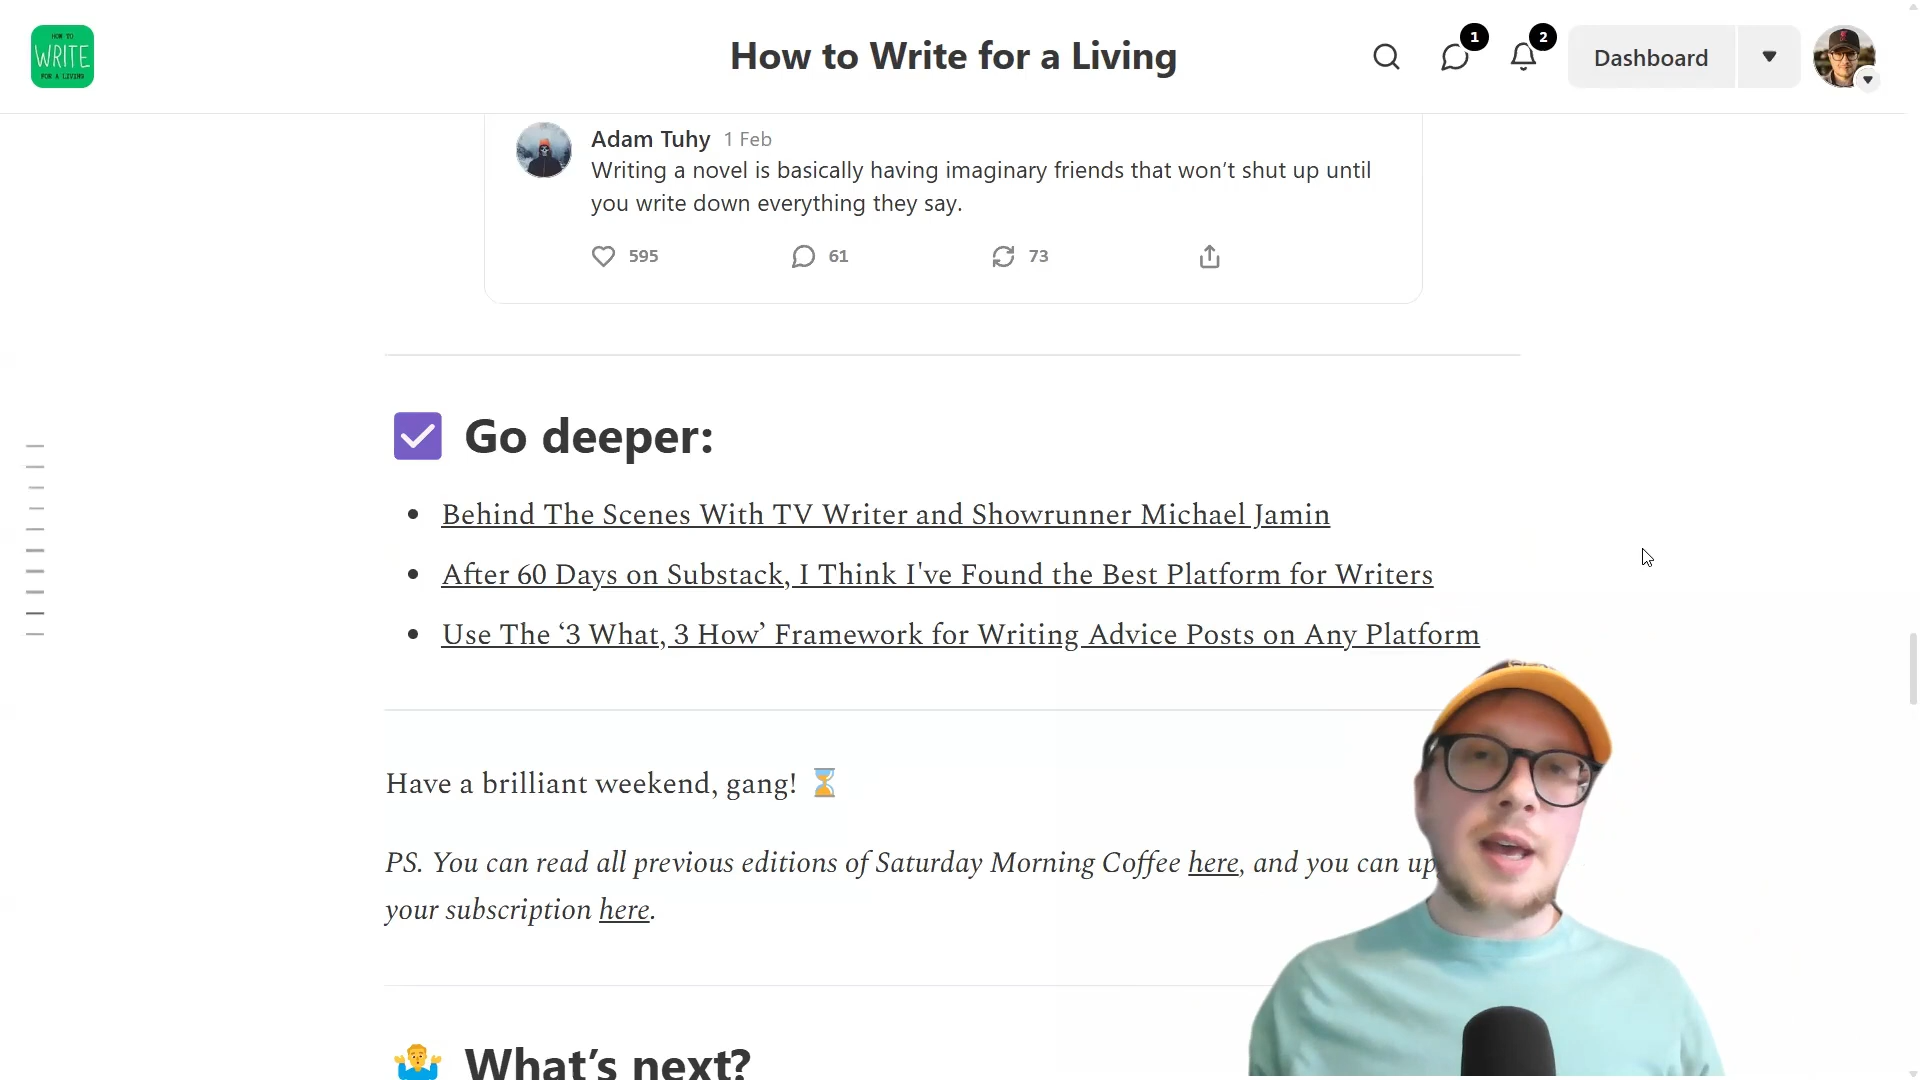 HOW TO
WRITE
FOR A LIVING
How to Write for a Living
1
2
Dashboard
Adam Tuhy 1 Feb
Writing a novel is basically having imaginary friends that won’t shut up until
you write down everything they say.
595 61 73
Go deeper:
Behind The Scenes With TV Writer and Showrunner Michael Jamin
After 60 Days on Substack, I Think I've Found the Best Platform for Writers
Use The ‘3 What, 3 How’ Framework for Writing Advice Posts on Any Platform
Have a brilliant weekend, gang!
PS. You can read all previous editions of Saturday Morning Coffee here, and you can up
your subscription here.
What’s next?